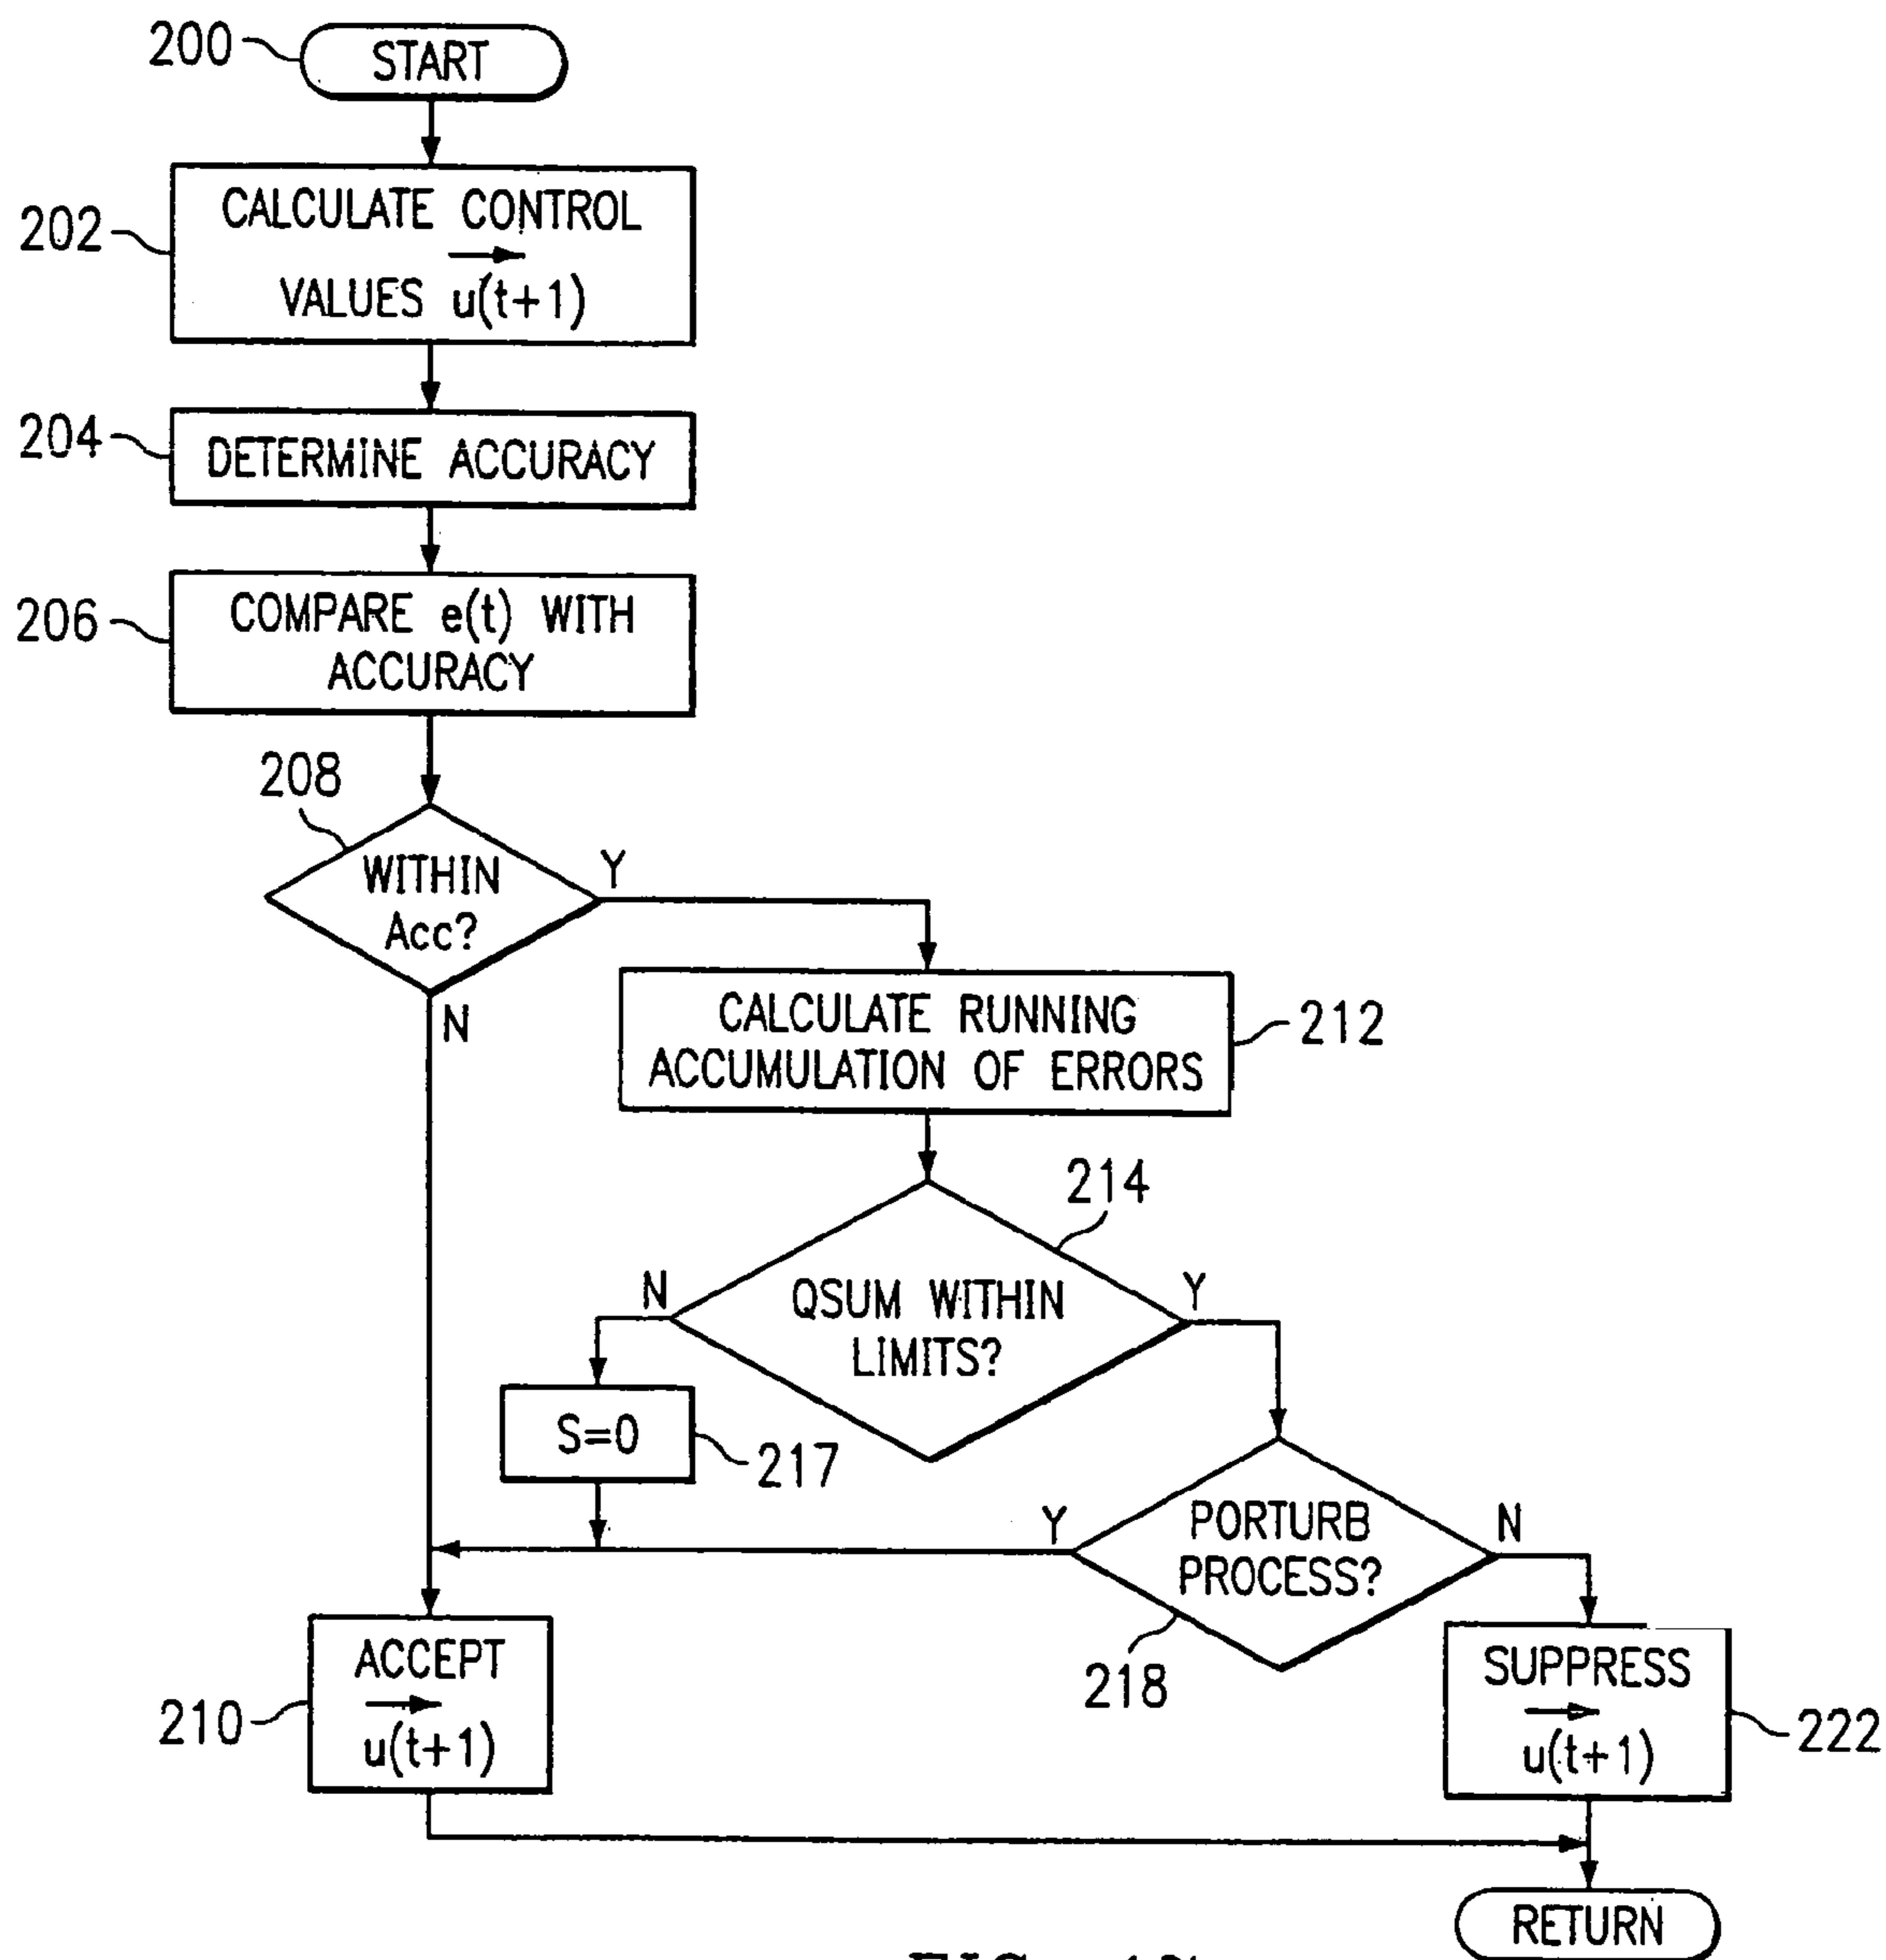 200
START
202
CALCULATE CONTROL
VALUES u(t+1)
204
DETERMINE ACCURACY
206
COMPARE e(t) WITH
ACCURACY
208
WITHIN
Acc?
Y
N
CALCULATE RUNNING
ACCUMULATION OF ERRORS
212
214
QSUM WITHIN
LIMITS?
N
Y
S=0
217
PORTURB
PROCESS?
Y
N
218
210
ACCEPT
u(t+1)
SUPPRESS
u(t+1)
222
RETURN